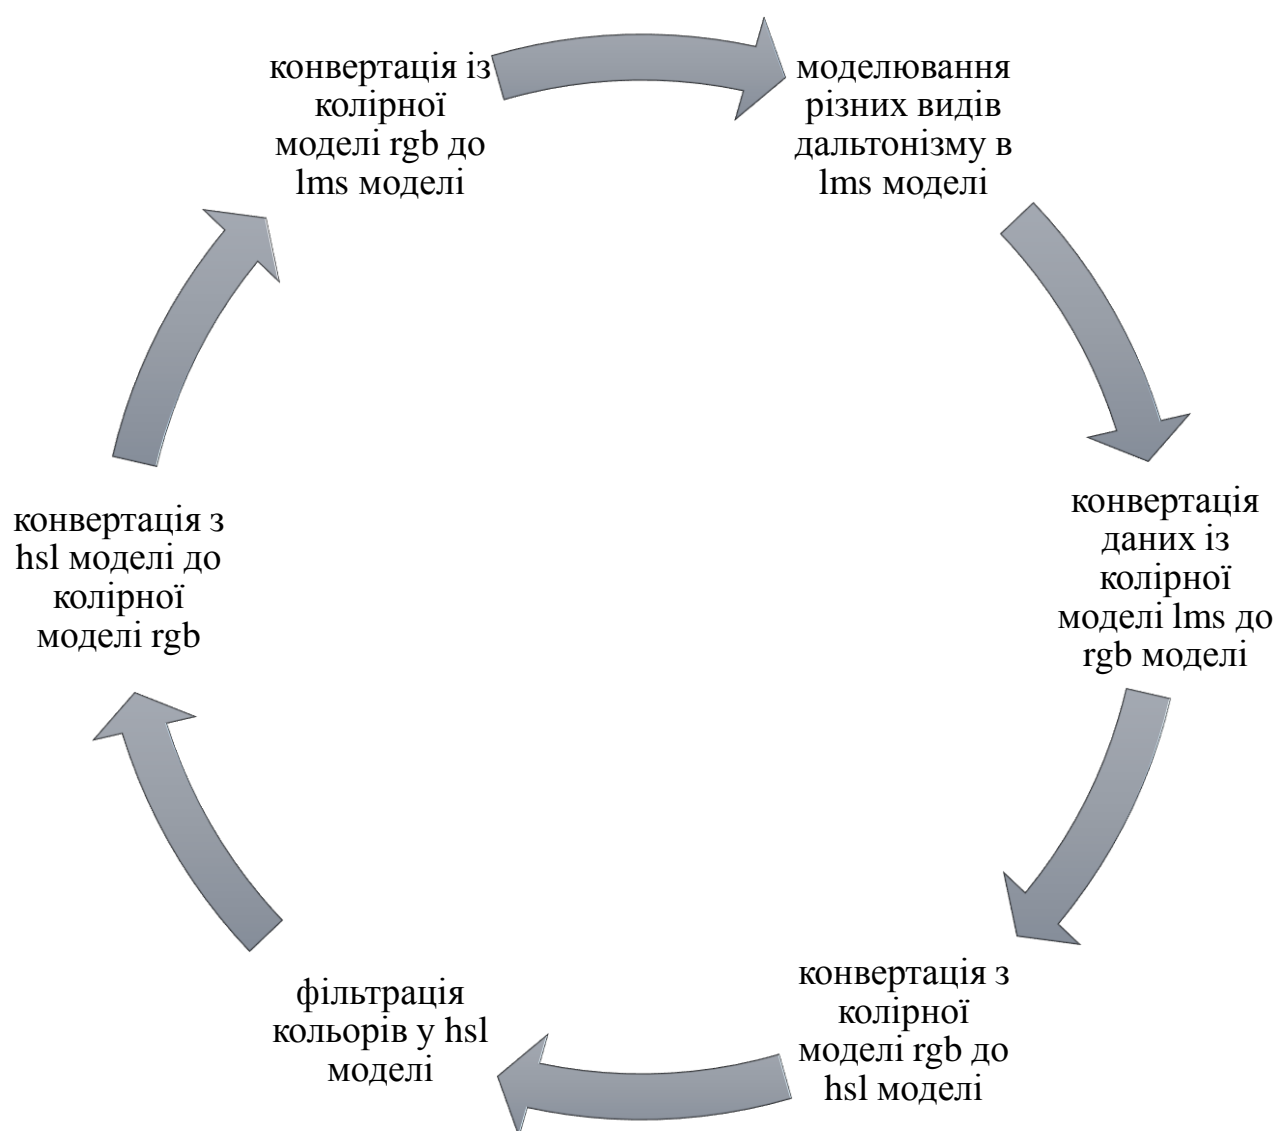 конвертація із
колірної
моделі rgb до
lms моделі
моделювання
різних видів
дальтонізму в
lms моделі
конвертація
даних із
колірної
моделі lms до
rgb моделі
конвертація з
колірної
моделі rgb до
hsl моделі
фільтрація
кольорів у hsl
моделі
конвертація з
hsl моделі до
колірної
моделі rgb